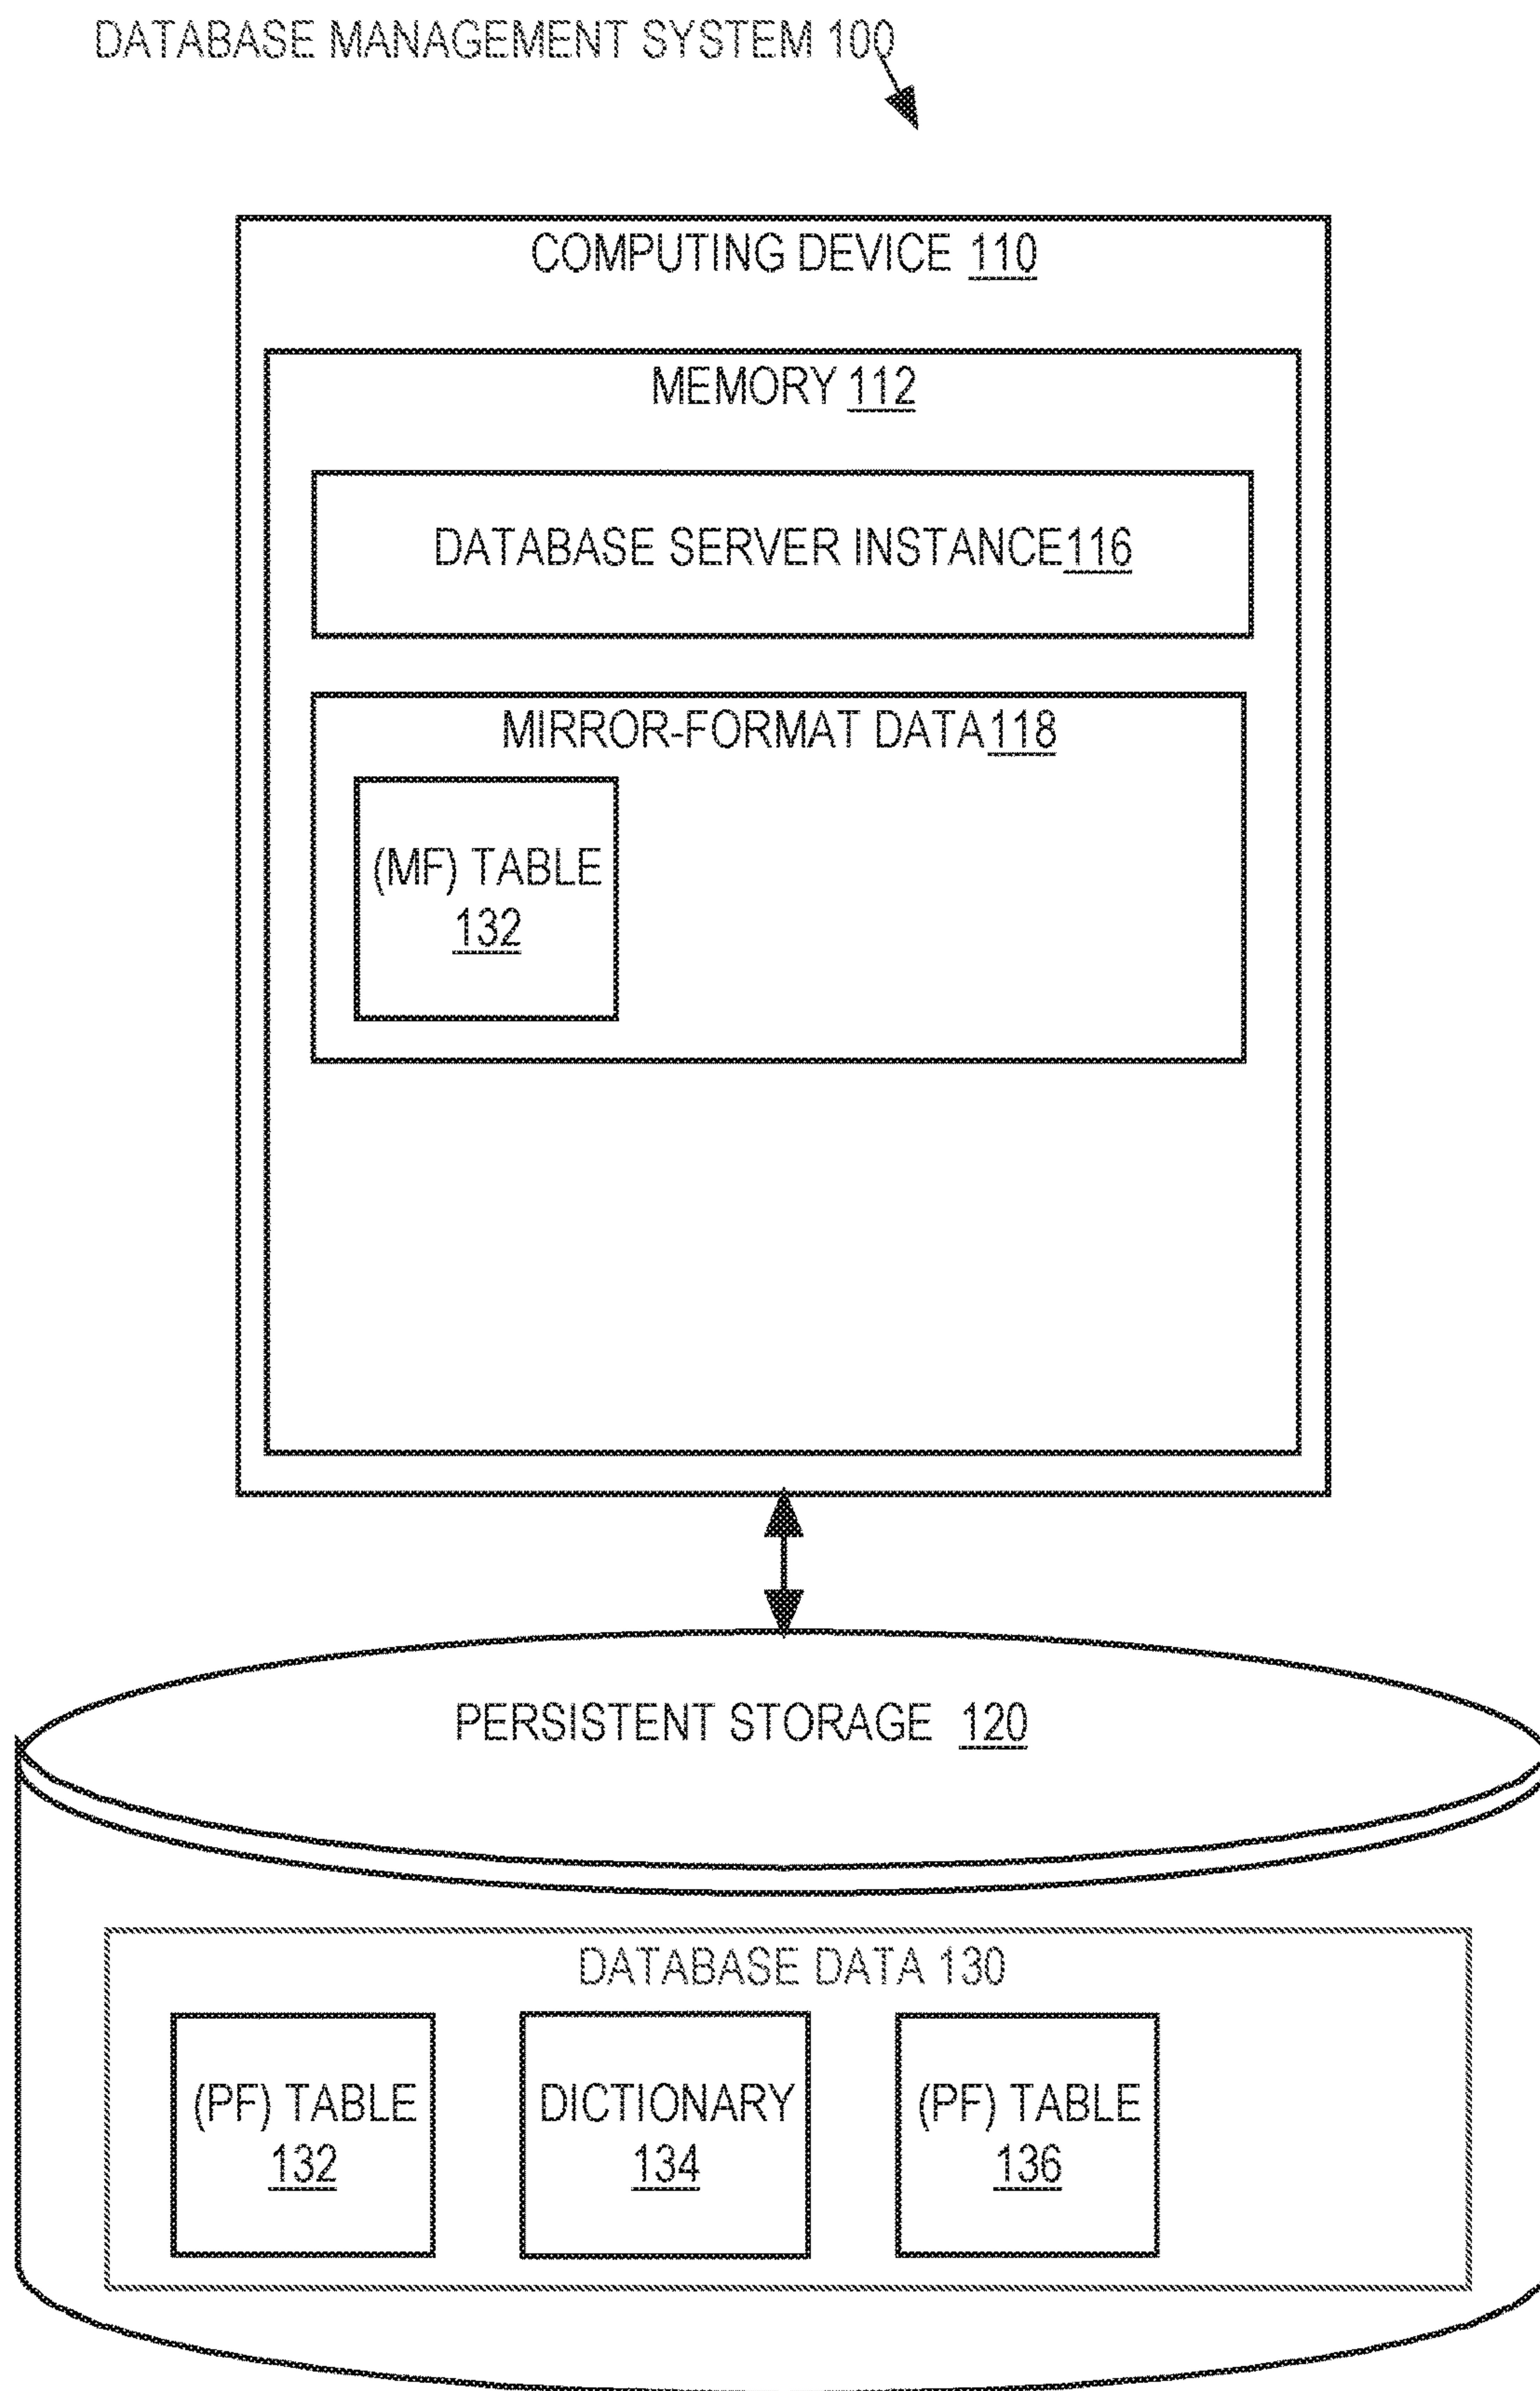 DATABASE MANAGEMENT SYSTEM 100
COMPUTING DEVICE 110
MEMORY 112
DATABASE SERVER INSTANCE116
MIRROR-FORMAT DATA118
(MF) TABLE
132
PERSISTENT STORAGE 120
DATABASE DATA 130
(PF) TABLE
132
DICTIONARY
134
(PF) TABLE
136